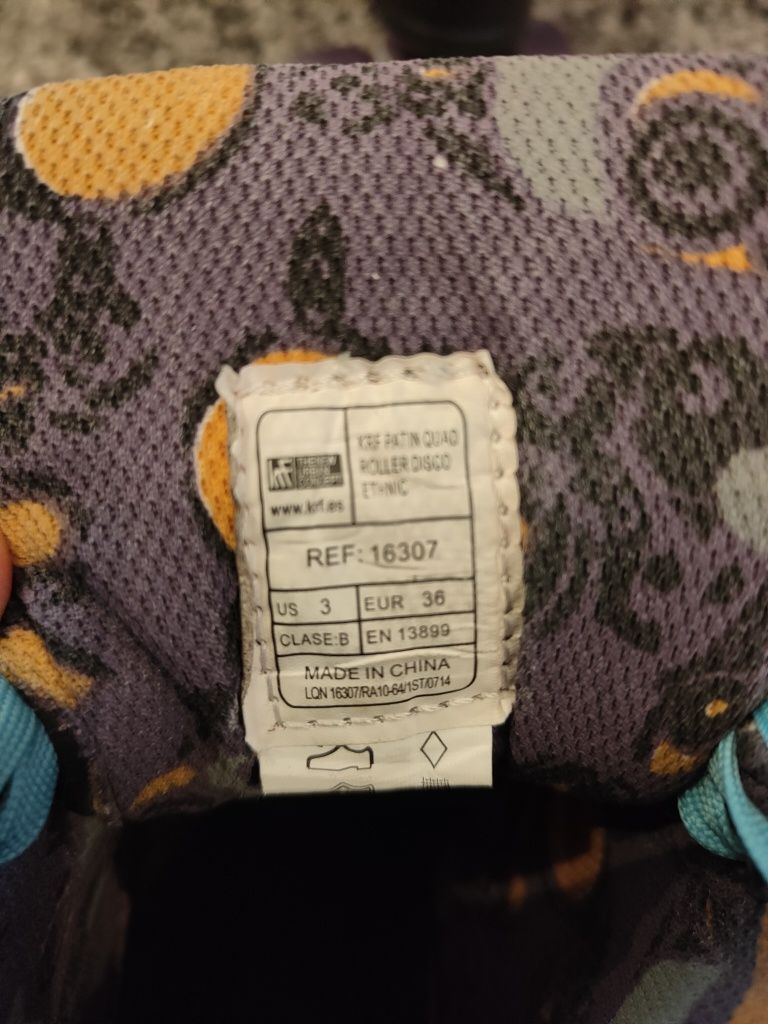 KRF THE NEW URBAN CONCEPT
www.krf.es
KRF PATIN QUAD
ROLLER DISCO
ETHNIC
REF: 16307
US 3
EUR 36
CLASE:B
EN 13899
MADE IN CHINA
LQN 16307/RA10-64/1ST/0714